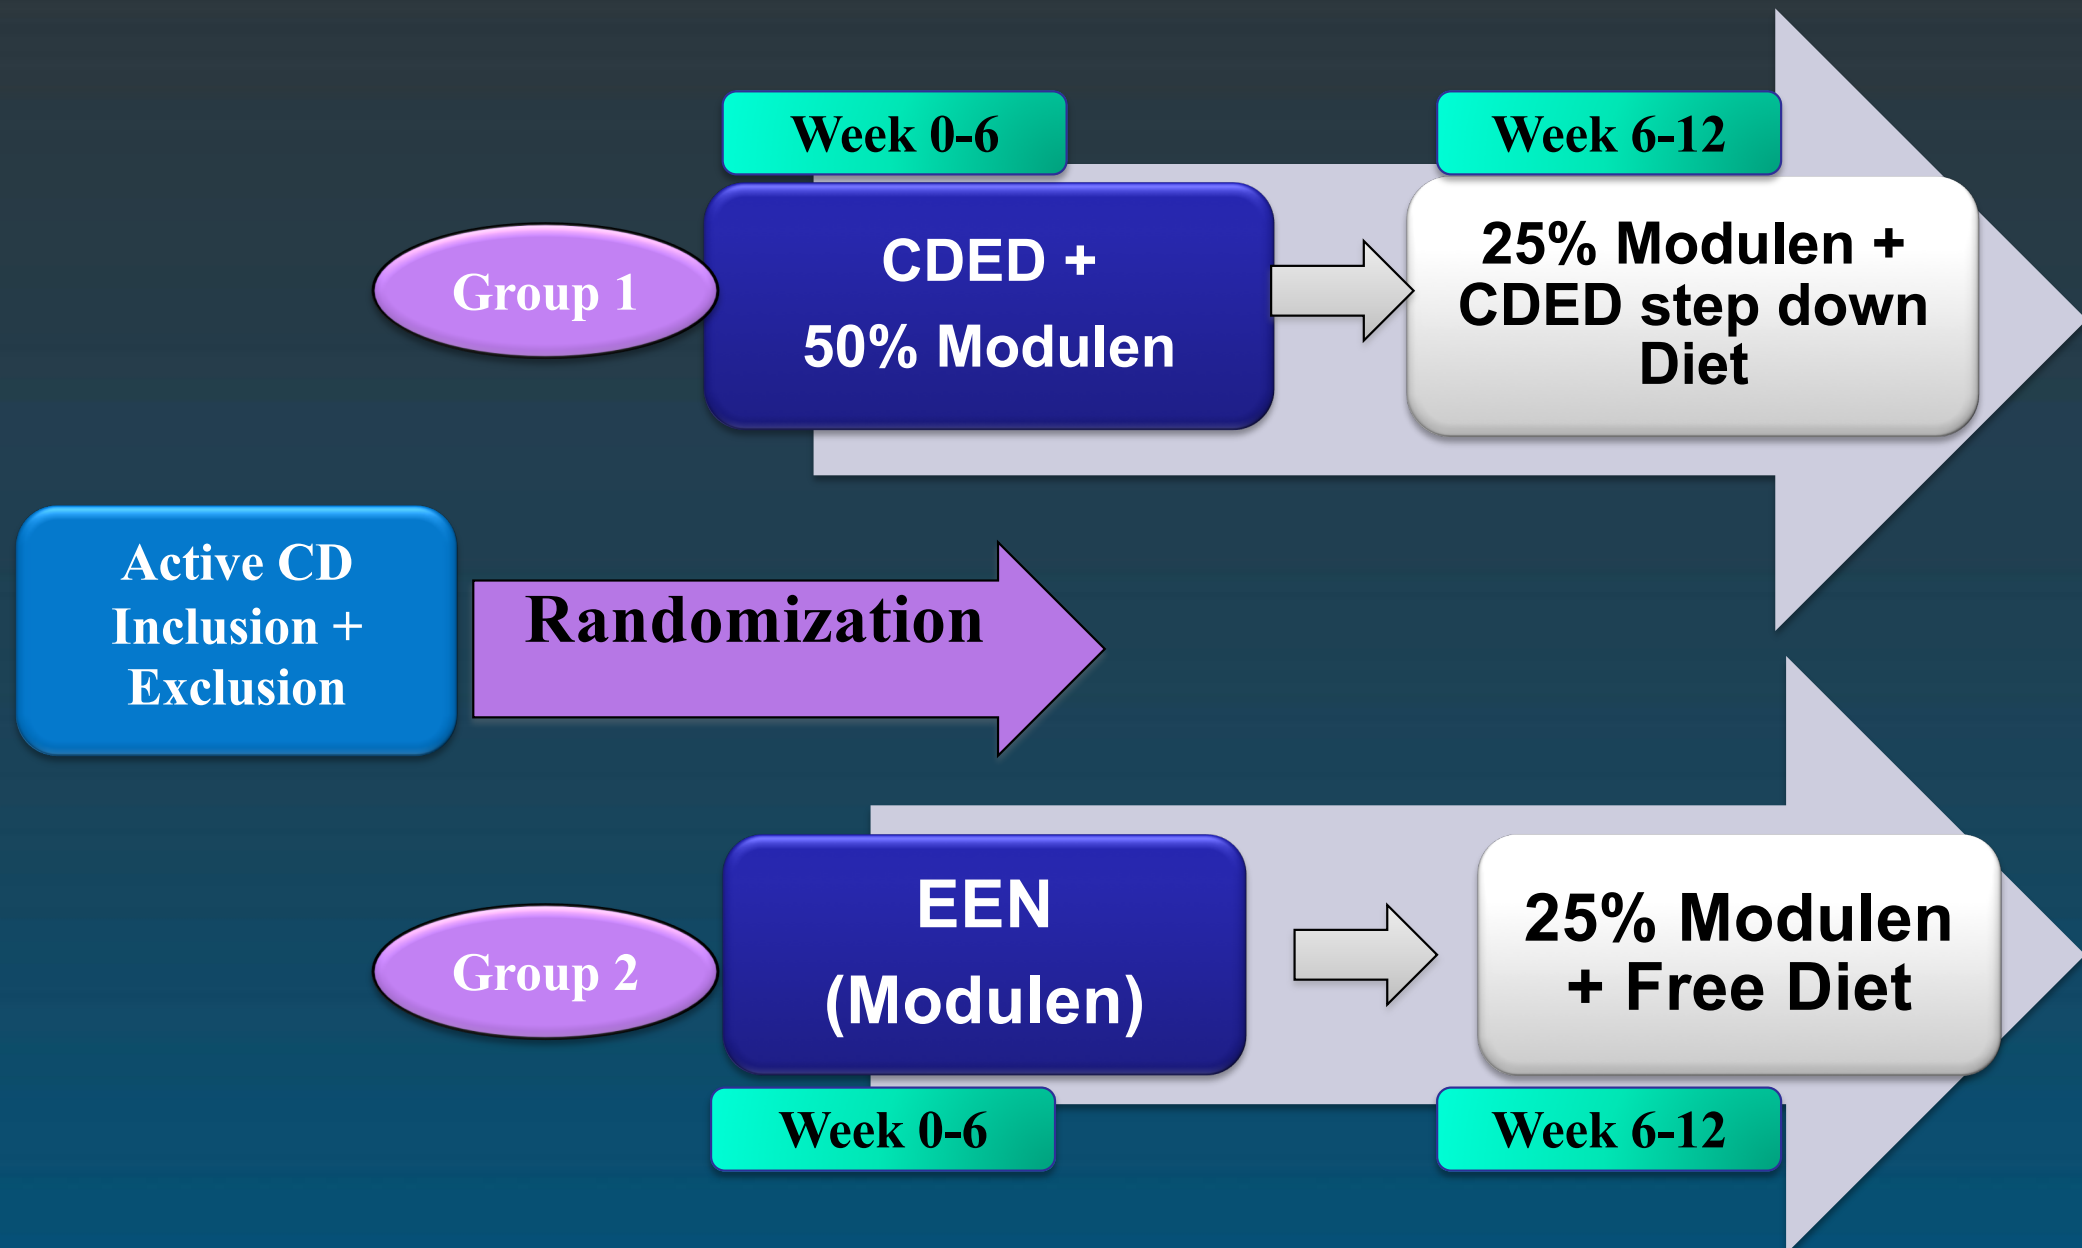 Week 0-6
Week 6-12
Group 1
CDED +
50% Modulen
25% Modulen +
CDED step down
Diet
Active CD
Inclusion +
Exclusion
Randomization
Group 2
EEN
(Modulen)
25% Modulen
+ Free Diet
Week 0-6
Week 6-12